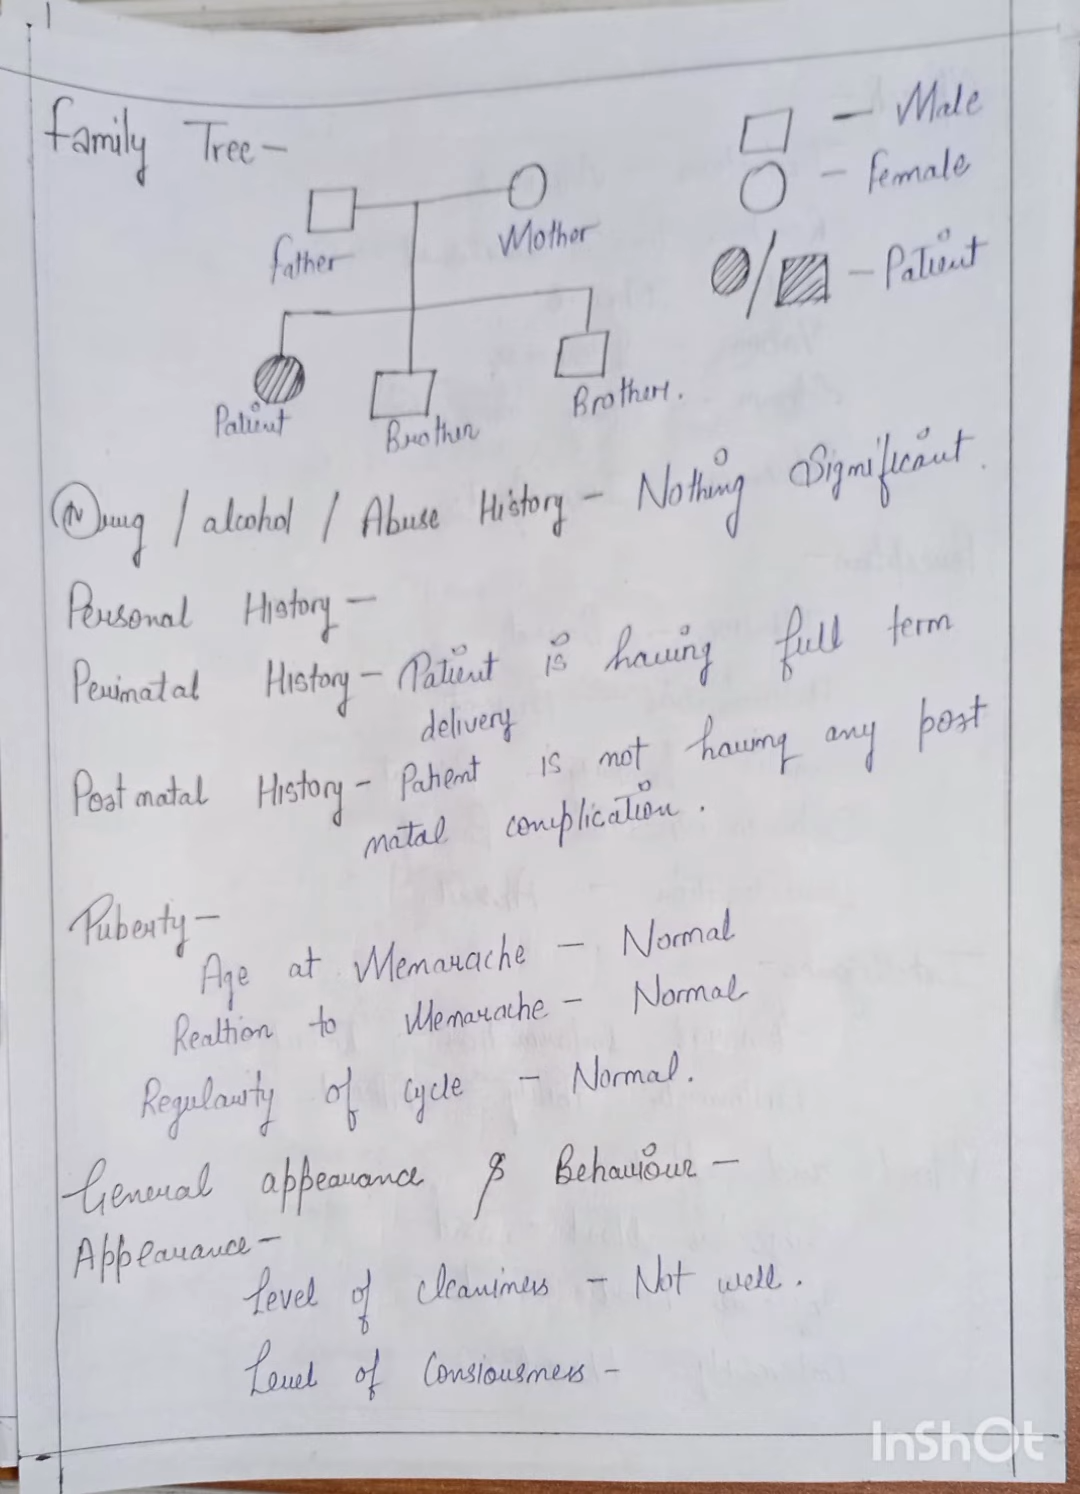 Family Tree-
- Male
- Female
Father
Mother
- Patient
Patient
Brother
Brother.
Drug / alcohol / Abuse History - Nothing Significant.
Personal History -
Perinatal History - Patient is having full term
delivery
Post natal History - Patient is not having any post
natal complication.
Puberty-
Age at Menarache - Normal
Realtion to Menarache - Normal
Regularity of cycle - Normal.
General appearance & Behaviour -
Appearance -
Level of cleanimess - Not well.
Level of Consiousness -
InShOt